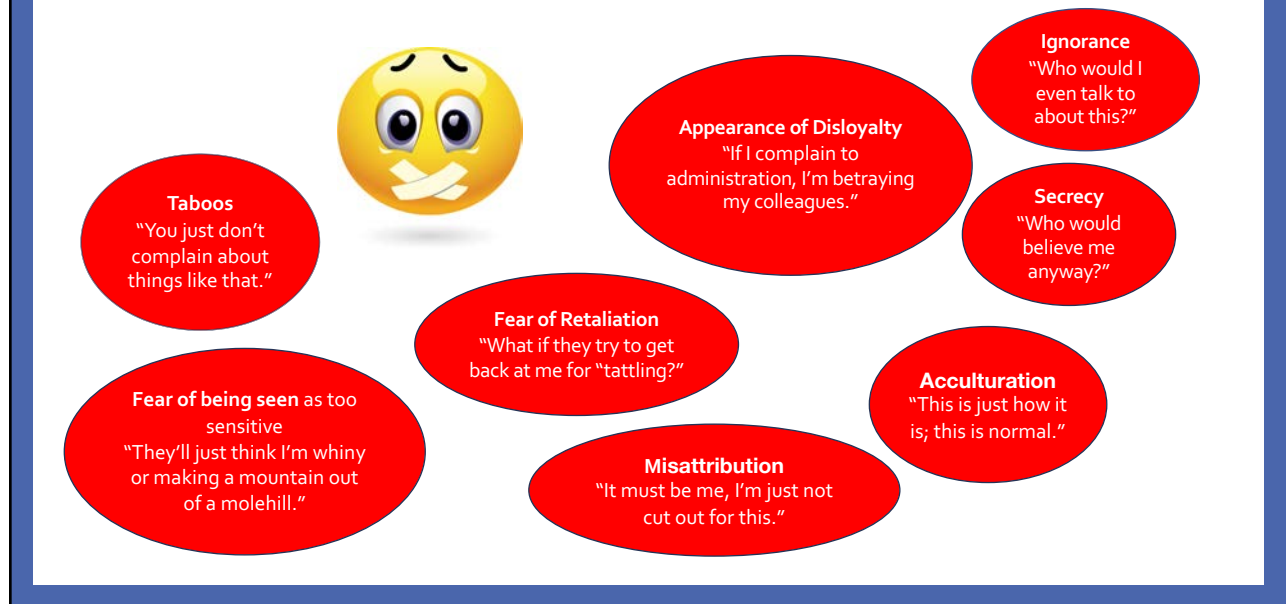 Ignorance
“Who would I
even talk to
about this?”
Appearance of Disloyalty
“If I complain to
administration, I’m betraying
my colleagues.”
Taboos
“You just don’t
complain about
things like that.”
Secrecy
“Who would
believe me
anyway?”
Fear of Retaliation
“What if they try to get
back at me for “tattling?”
Fear of being seen as too
sensitive
“They’ll just think I’m whiny
or making a mountain out
of a molehill.”
Acculturation
“This is just how it
is; this is normal.”
Misattribution
“It must be me, I’m just not
cut out for this.”